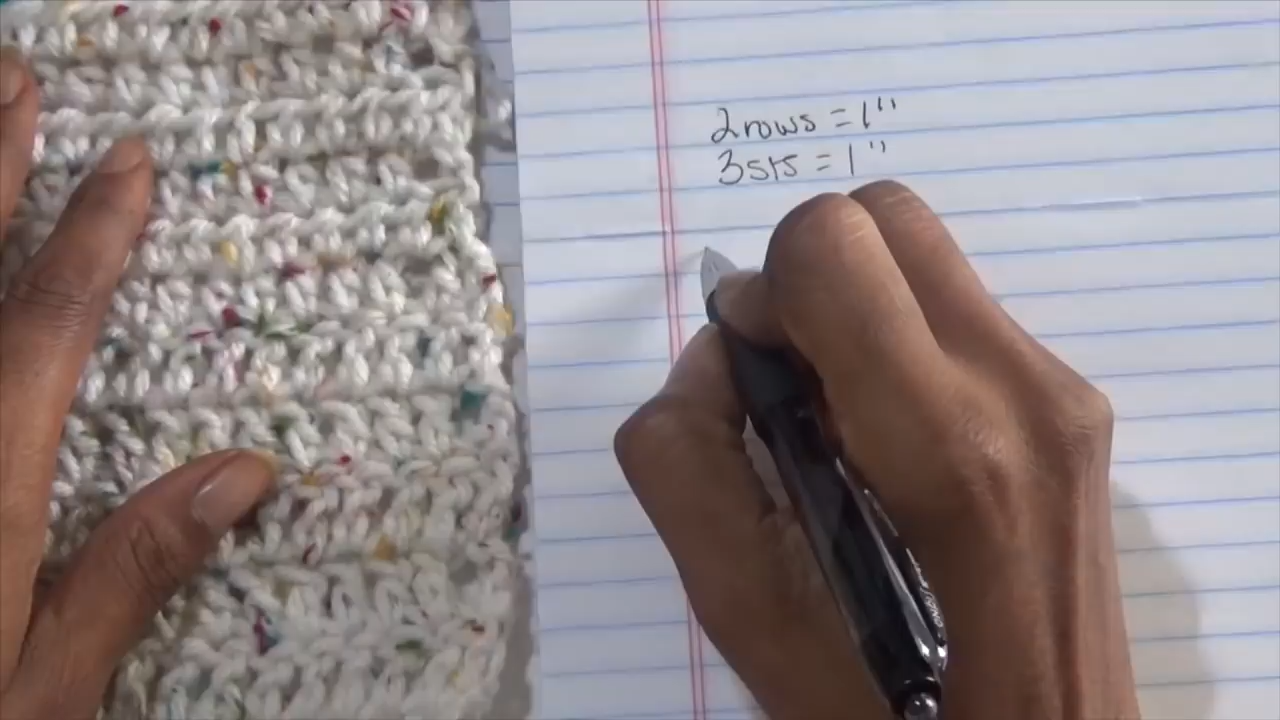 2rows = 1"
3sts = 1"